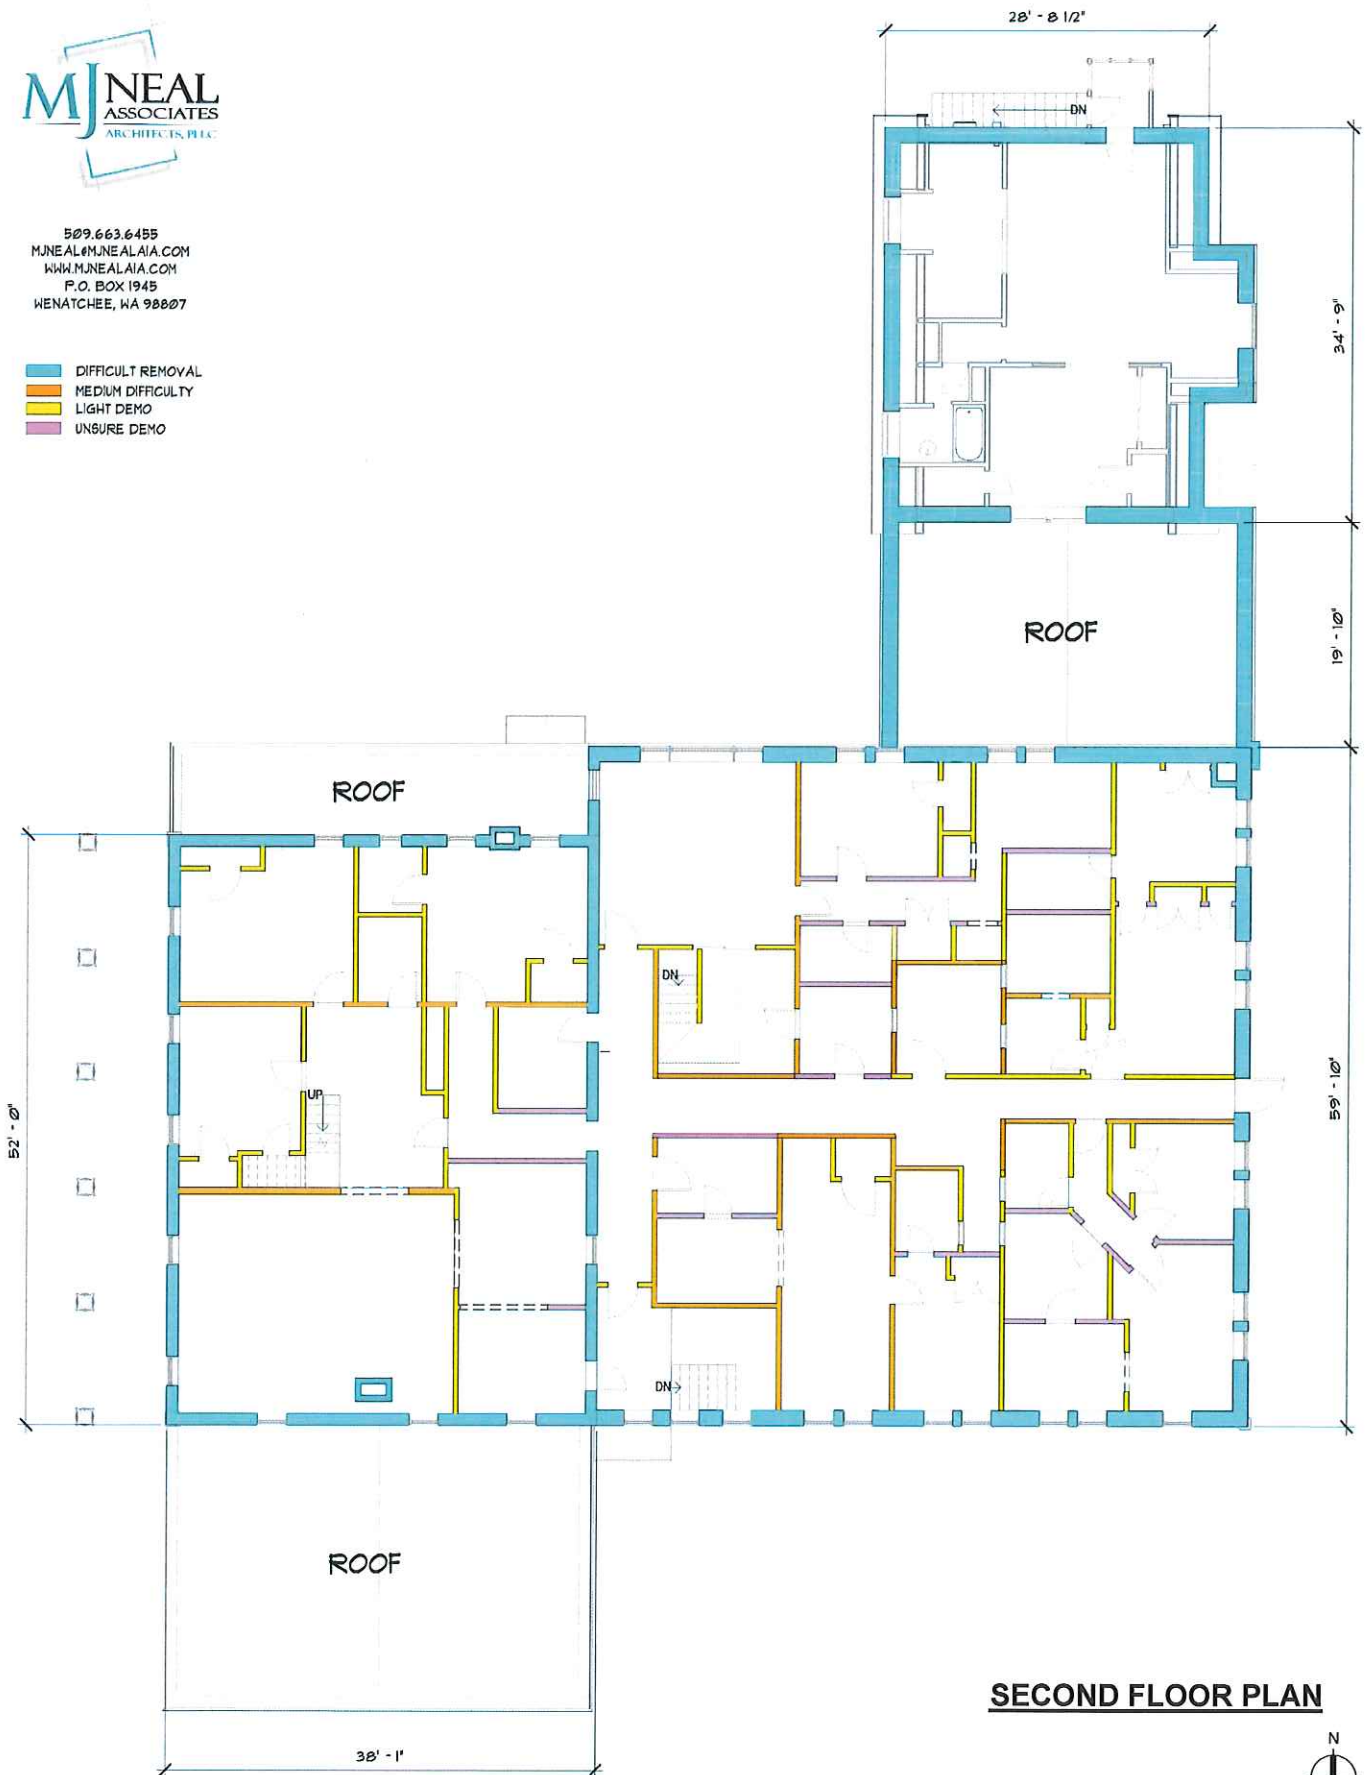 28' - 8 1/2"
MJ NEAL
ASSOCIATES
ARCHITECTS, PLLC
DN
509.663.6455
MJNEAL@MJNEALAIA.COM
WWW.MJNEALAIA.COM
P.O. BOX 1945
WENATCHEE, WA 98807
34' - 9"
DIFFICULT REMOVAL
MEDIUM DIFFICULTY
LIGHT DEMO
UNSURE DEMO
ROOF
19' - 10"
ROOF
DN
UP
52' - 0"
59' - 10"
DN
ROOF
SECOND FLOOR PLAN
38' - 1"
N